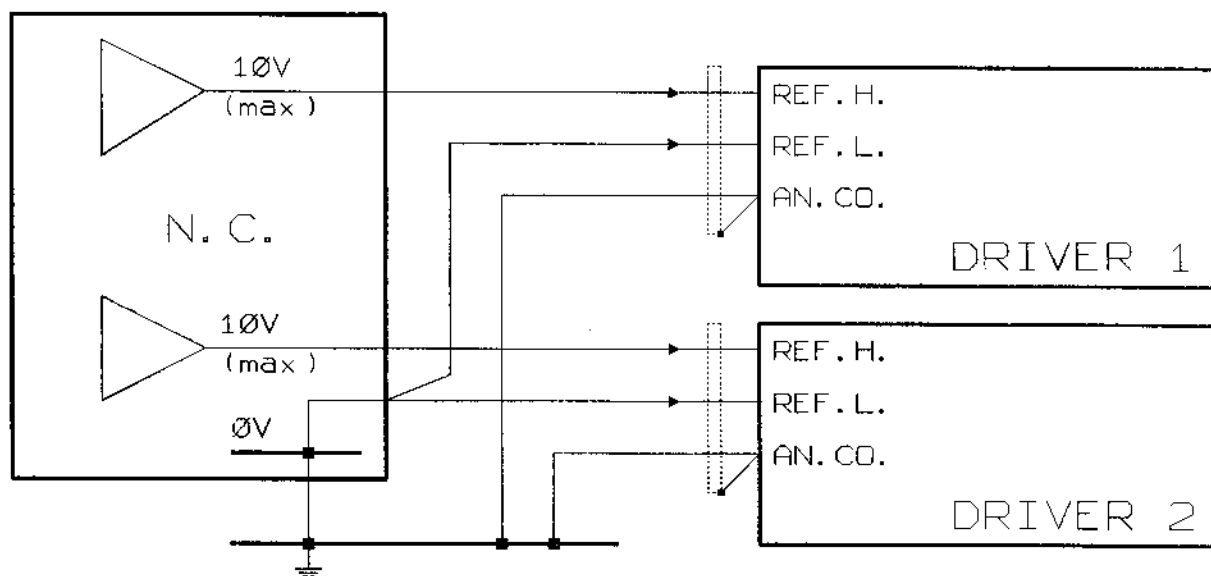 10V
(max)
N.C.
10V
(max)
0V
REF.H.
REF.L.
AN.CO.
DRIVER 1
REF.H.
REF.L.
AN.CO.
DRIVER 2